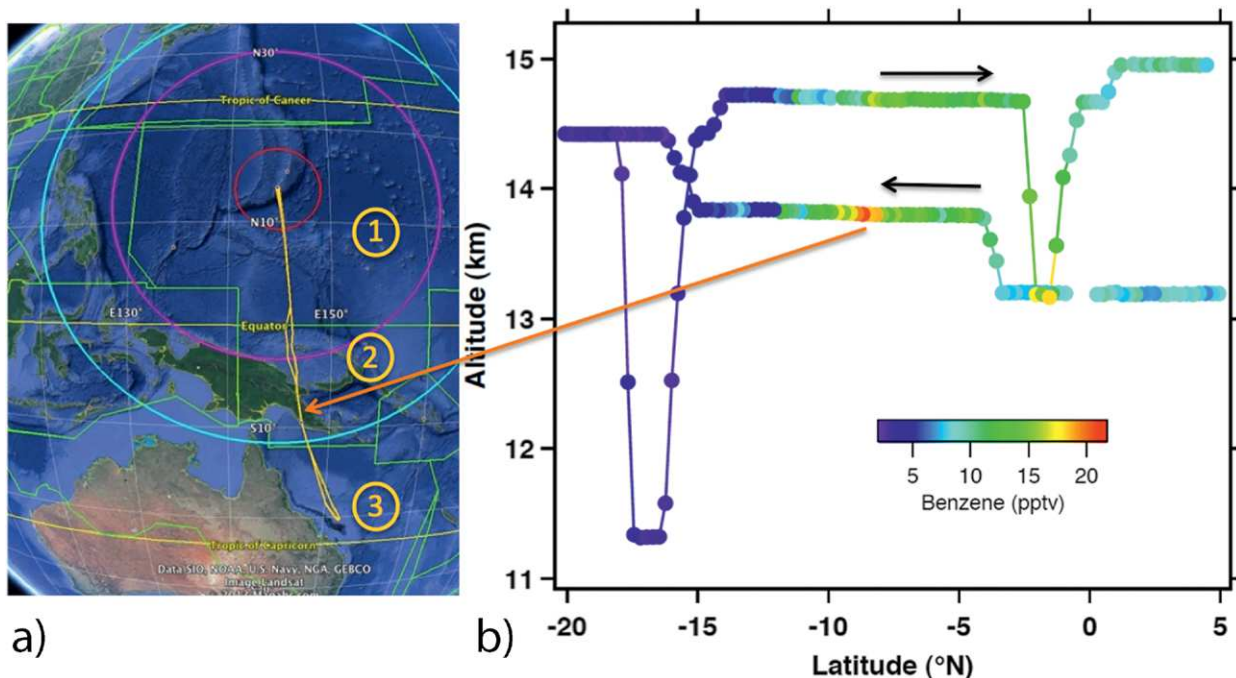 N30°
Tropic of Cancer
N10°
1
E130°
E150°
Equator
2
S10°
3
Tropic of Capricorn
Data SIO, NOAA, U.S. Navy, NGA, GEBCO
Image Landsat
a)
15
14
13
12
11
Altitude (km)
5 10 15 20
Benzene (pptv)
-20 -15 -10 -5 0 5
Latitude (°N)
b)